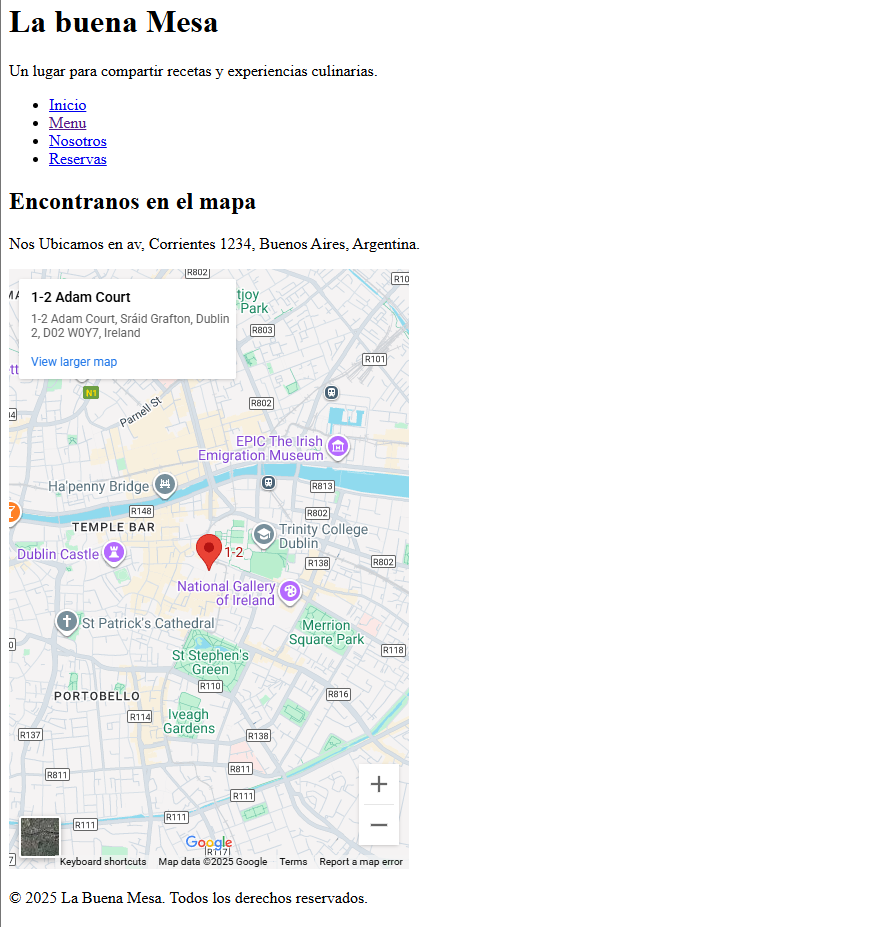 La buena Mesa
Un lugar para compartir recetas y experiencias culinarias.
Inicio
Menu
Nosotros
Reservas
Encontranos en el mapa
Nos Ubicamos en av, Corrientes 1234, Buenos Aires, Argentina.
R802
1-2 Adam Court
1-2 Adam Court, Sráid Grafton, Dublin
2, D02 W0Y7, Ireland
View larger map
tjoy
Park
R10
R803
R101
N1
Parnell St
R802
EPIC The Irish
Emigration Museum
Ha'penny Bridge
R813
R148
R802
TEMPLE BAR
Trinity College
Dublin
Dublin Castle
1-2
R138
R802
National Gallery
of Ireland
St Patrick's Cathedral
Merrion
Square Park
St Stephen's
Green
R118
R110
PORTOBELLO
R816
R114
Iveagh
Gardens
R137
R138
R811
R811
R111
R111
R111
Google
R117
Keyboard shortcuts
Map data ©2025 Google
Terms
Report a map error
© 2025 La Buena Mesa. Todos los derechos reservados.